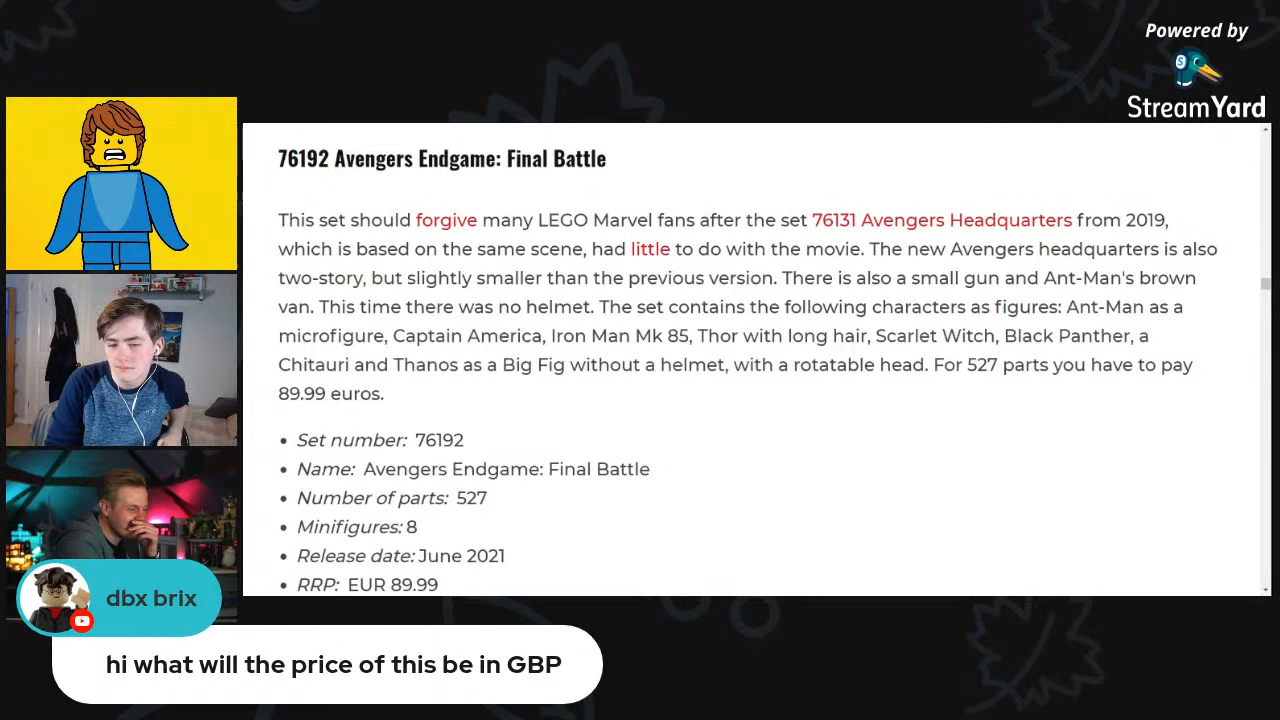 Powered by
StreamYard
76192 Avengers Endgame: Final Battle
This set should forgive many LEGO Marvel fans after the set 76131 Avengers Headquarters from 2019,
which is based on the same scene, had little to do with the movie. The new Avengers headquarters is also
two-story, but slightly smaller than the previous version. There is also a small gun and Ant-Man's brown
van. This time there was no helmet. The set contains the following characters as figures: Ant-Man as a
microfigure, Captain America, Iron Man Mk 85, Thor with long hair, Scarlet Witch, Black Panther, a
Chitauri and Thanos as a Big Fig without a helmet, with a rotatable head. For 527 parts you have to pay
89.99 euros.
• Set number: 76192
• Name: Avengers Endgame: Final Battle
• Number of parts: 527
• Minifigures: 8
• Release date: June 2021
• RRP: EUR 89.99
dbx brix
hi what will the price of this be in GBP